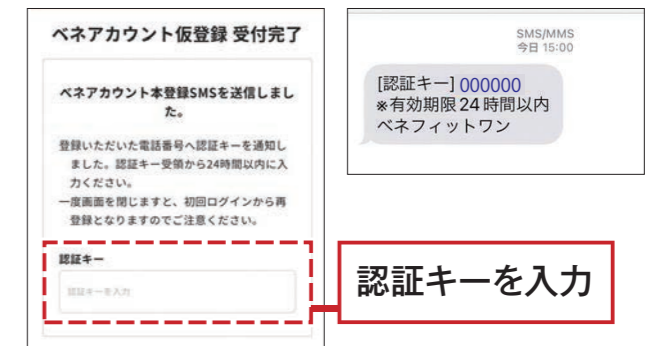 ベネアカウント仮登録 受付完了
ベネアカウント本登録SMSを送信しまし
た。
登録いただいた電話番号へ認証キーを通知し
ました。認証キー受領から24時間以内に入
力ください。
一度画面を閉じますと、初回ログインから再
登録となりますのでご注意ください。
認証キー
認証キーを入力
SMS/MMS
今日 15:00
[認証キー] 000000
※有効期限24時間以内
ベネフィットワン
認証キーを入力